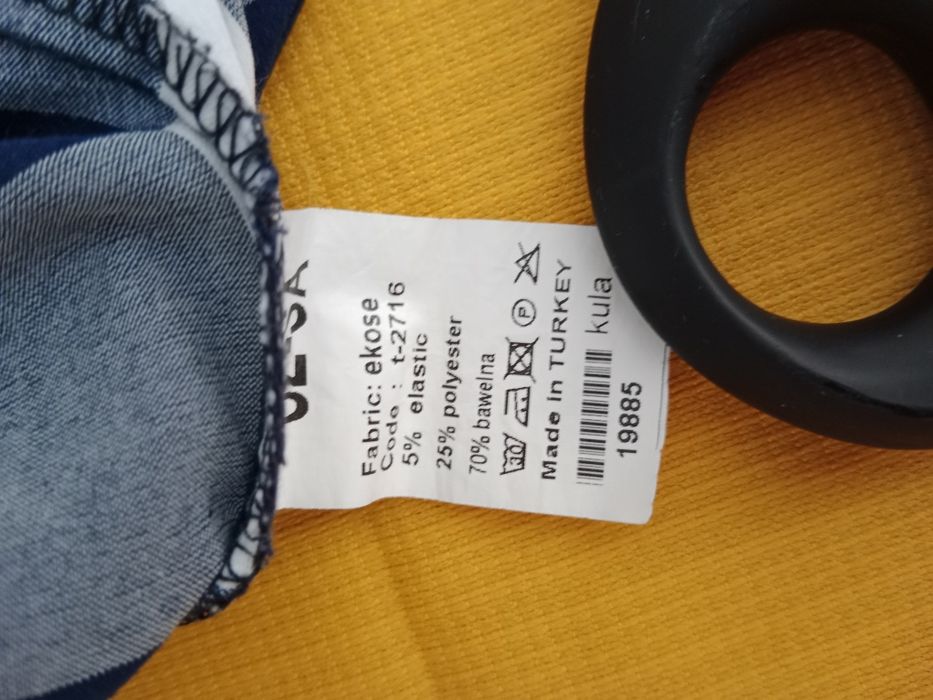 Fabric: ekose
Code : t-2716
5% elastic
25% polyester
70% bawełna
P
Made in TURKEY
kula
19885